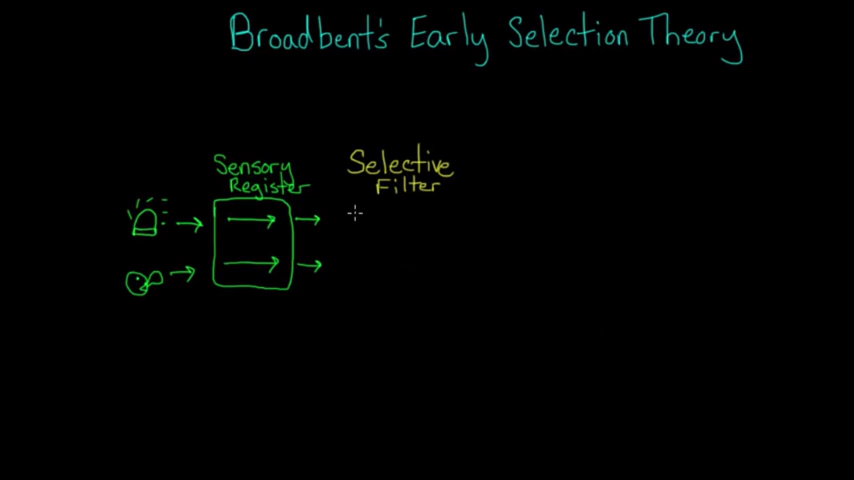 Broadbent's Early Selection Theory
Sensory
Register
Selective
Filter